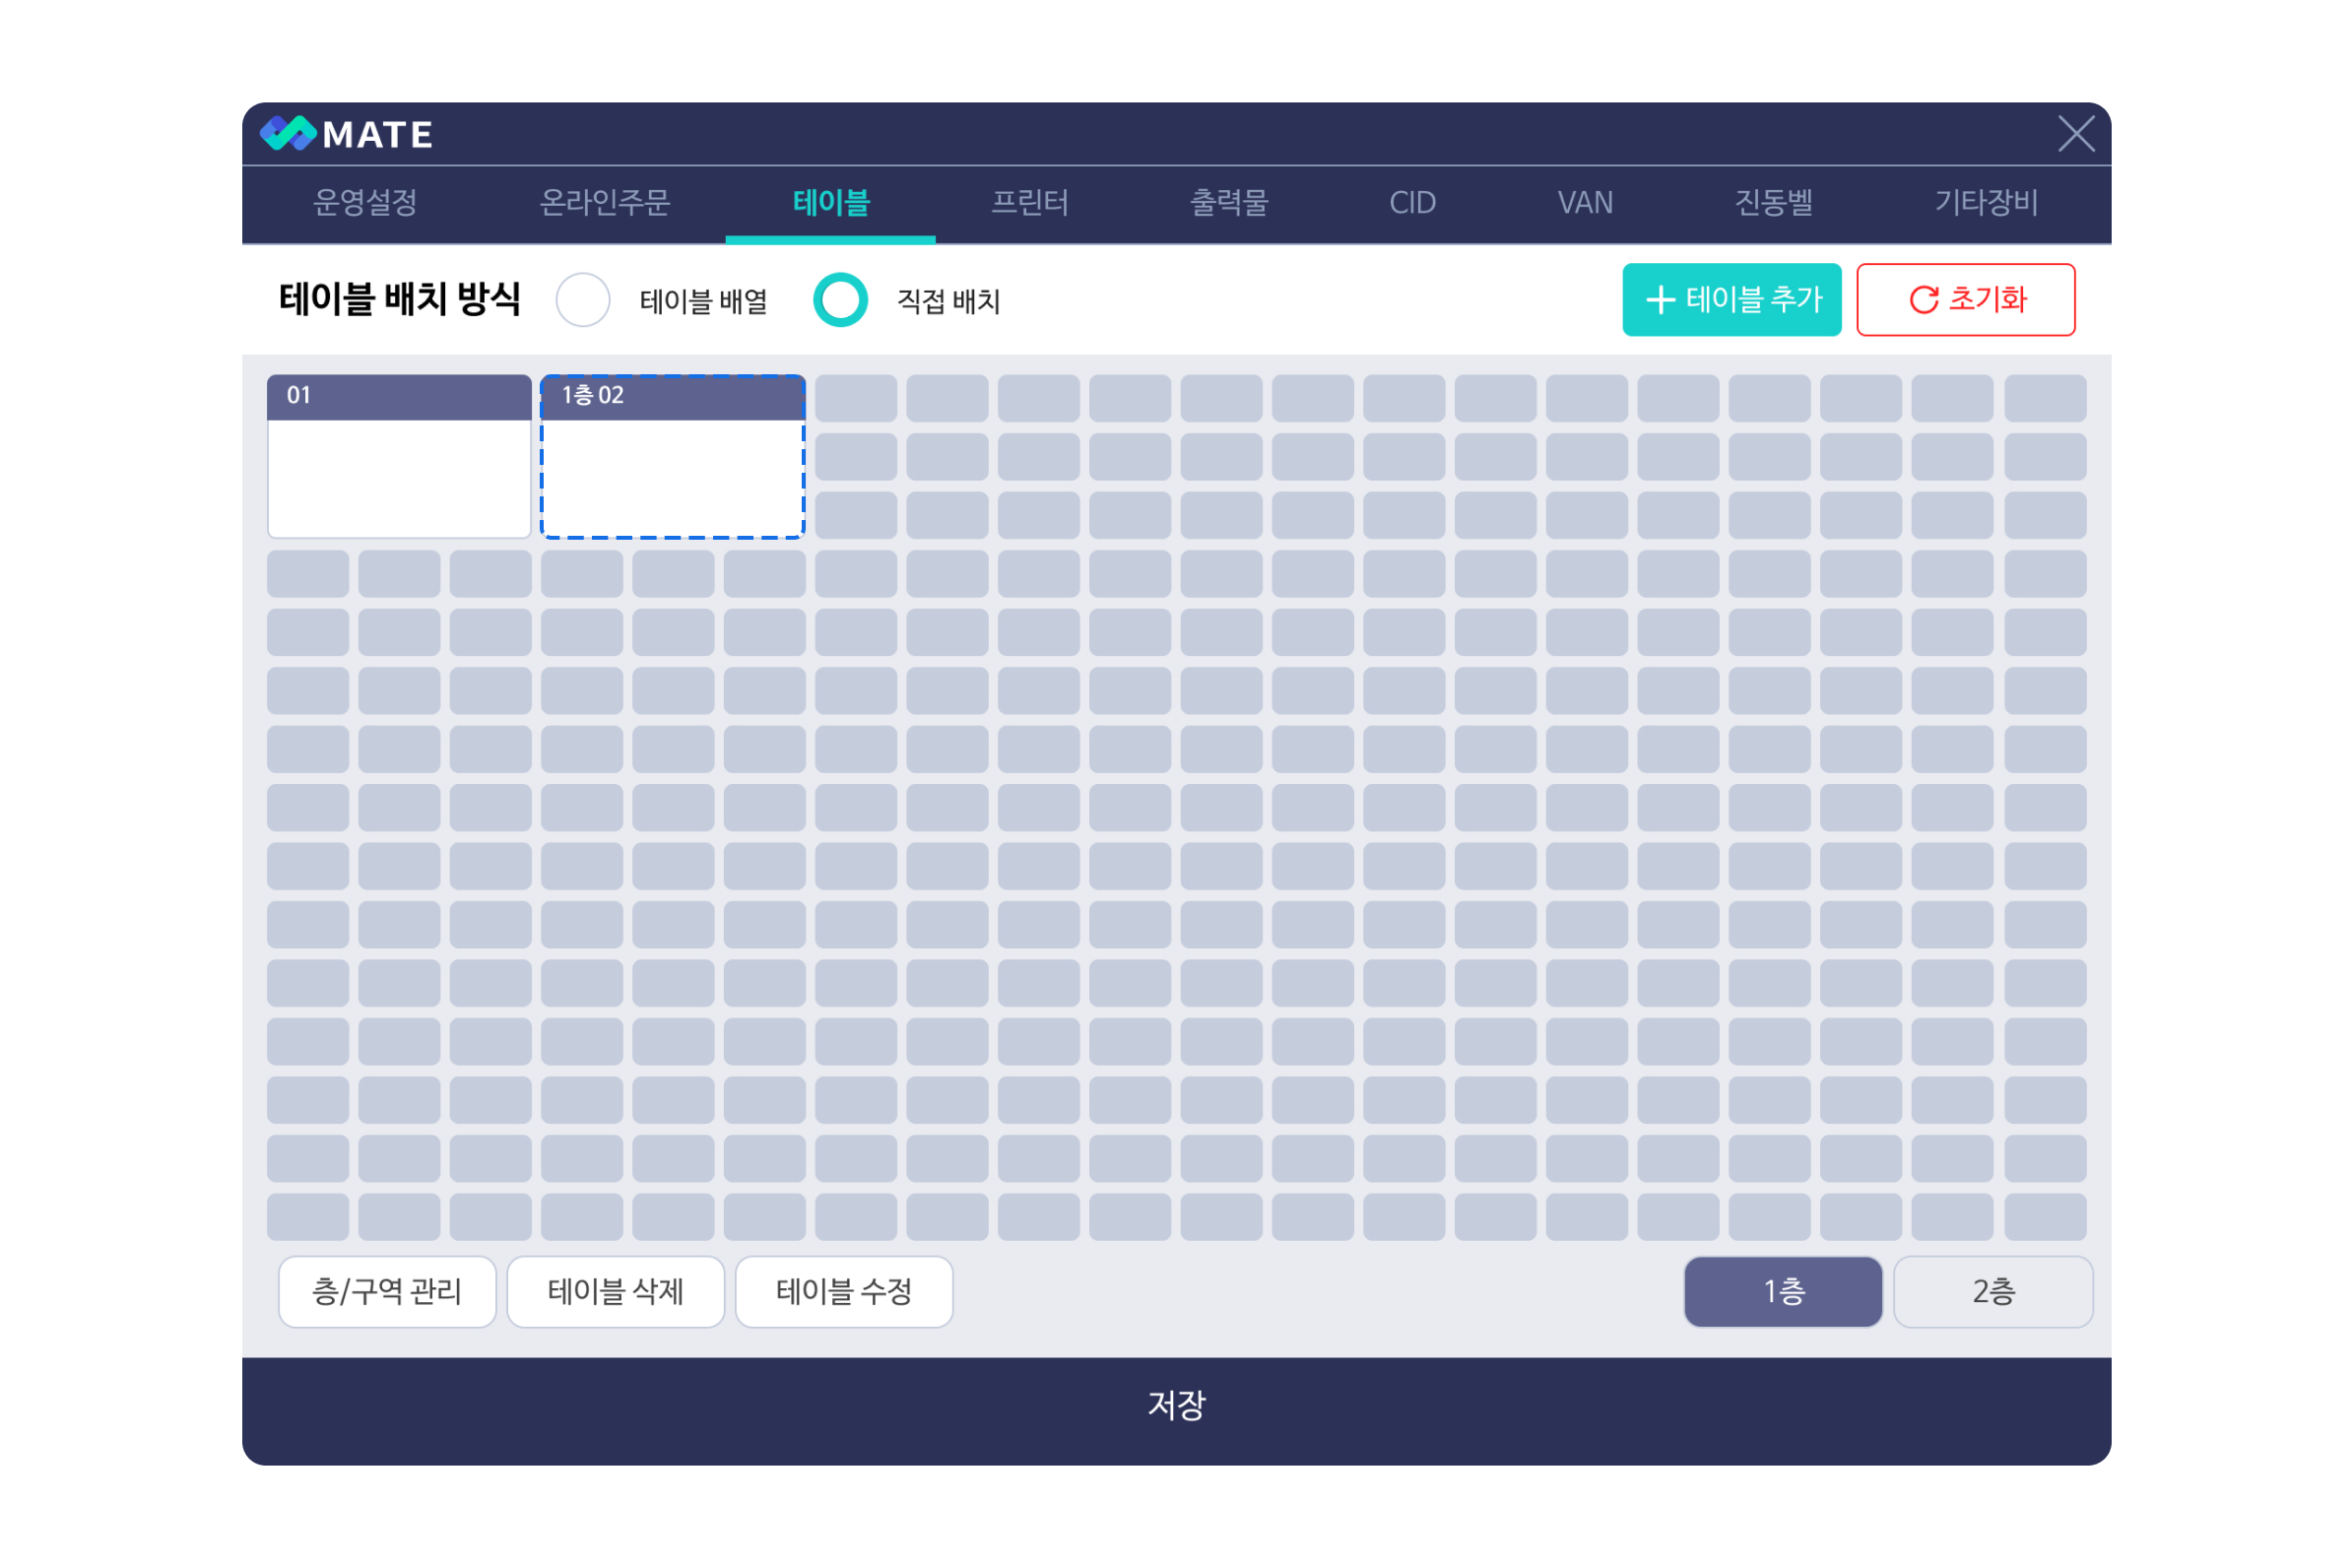 MATE
운영설정 온라인주문 테이블 프린터 출력물 CID VAN 진동벨 기타장비
테이블 배치 방식 테이블 배열 직접 배치 테이블 추가 초기화
01 1층 02
층/구역 관리 테이블 삭제 테이블 수정 1층 2층
저장